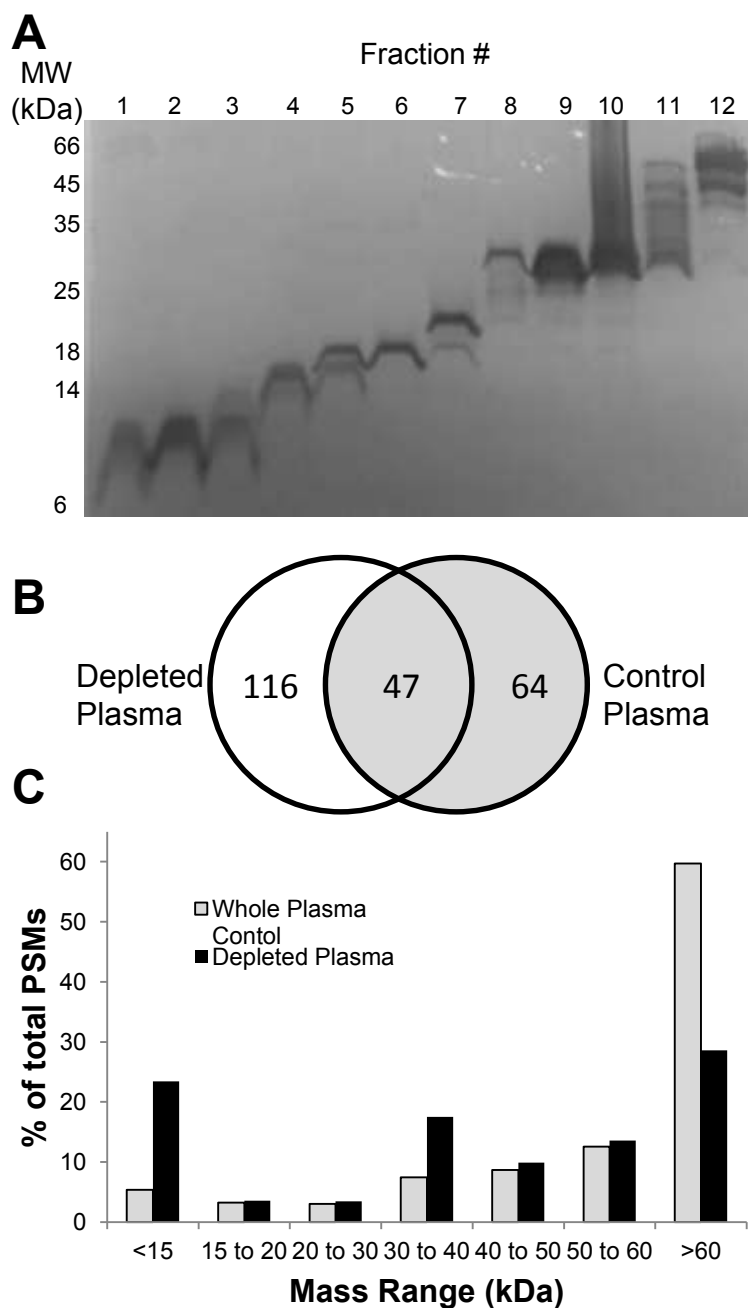 A
Fraction #
MW
(kDa)
1 2 3 4 5 6 7 8 9 10 11 12
66
45
35
25
18
14
6
B
Depleted
Plasma
116
47
64
Control
Plasma
C
% of total PSMs
60
50
40
30
20
10
0
Whole Plasma
Contol
Depleted Plasma
<15 15 to 20 20 to 30 30 to 40 40 to 50 50 to 60 >60
Mass Range (kDa)